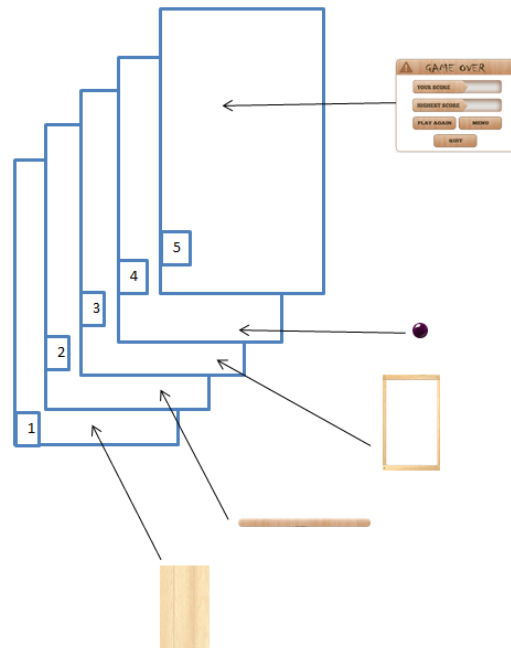 GAME OVER
YOUR SCORE
HIGHEST SCORE
PLAY AGAIN MENU
QUIT
5
4
3
2
1